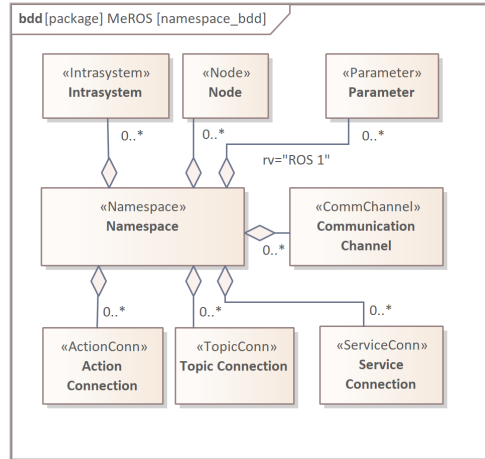 bdd [package] MeROS [namespace_bdd]
«Intrasystem»
Intrasystem
«Node»
Node
«Parameter»
Parameter
0..*
0..*
0..*
rv="ROS 1"
«Namespace»
Namespace
«CommChannel»
Communication
Channel
0..*
0..*
0..*
0..*
«ActionConn»
Action
Connection
«TopicConn»
Topic Connection
«ServiceConn»
Service
Connection